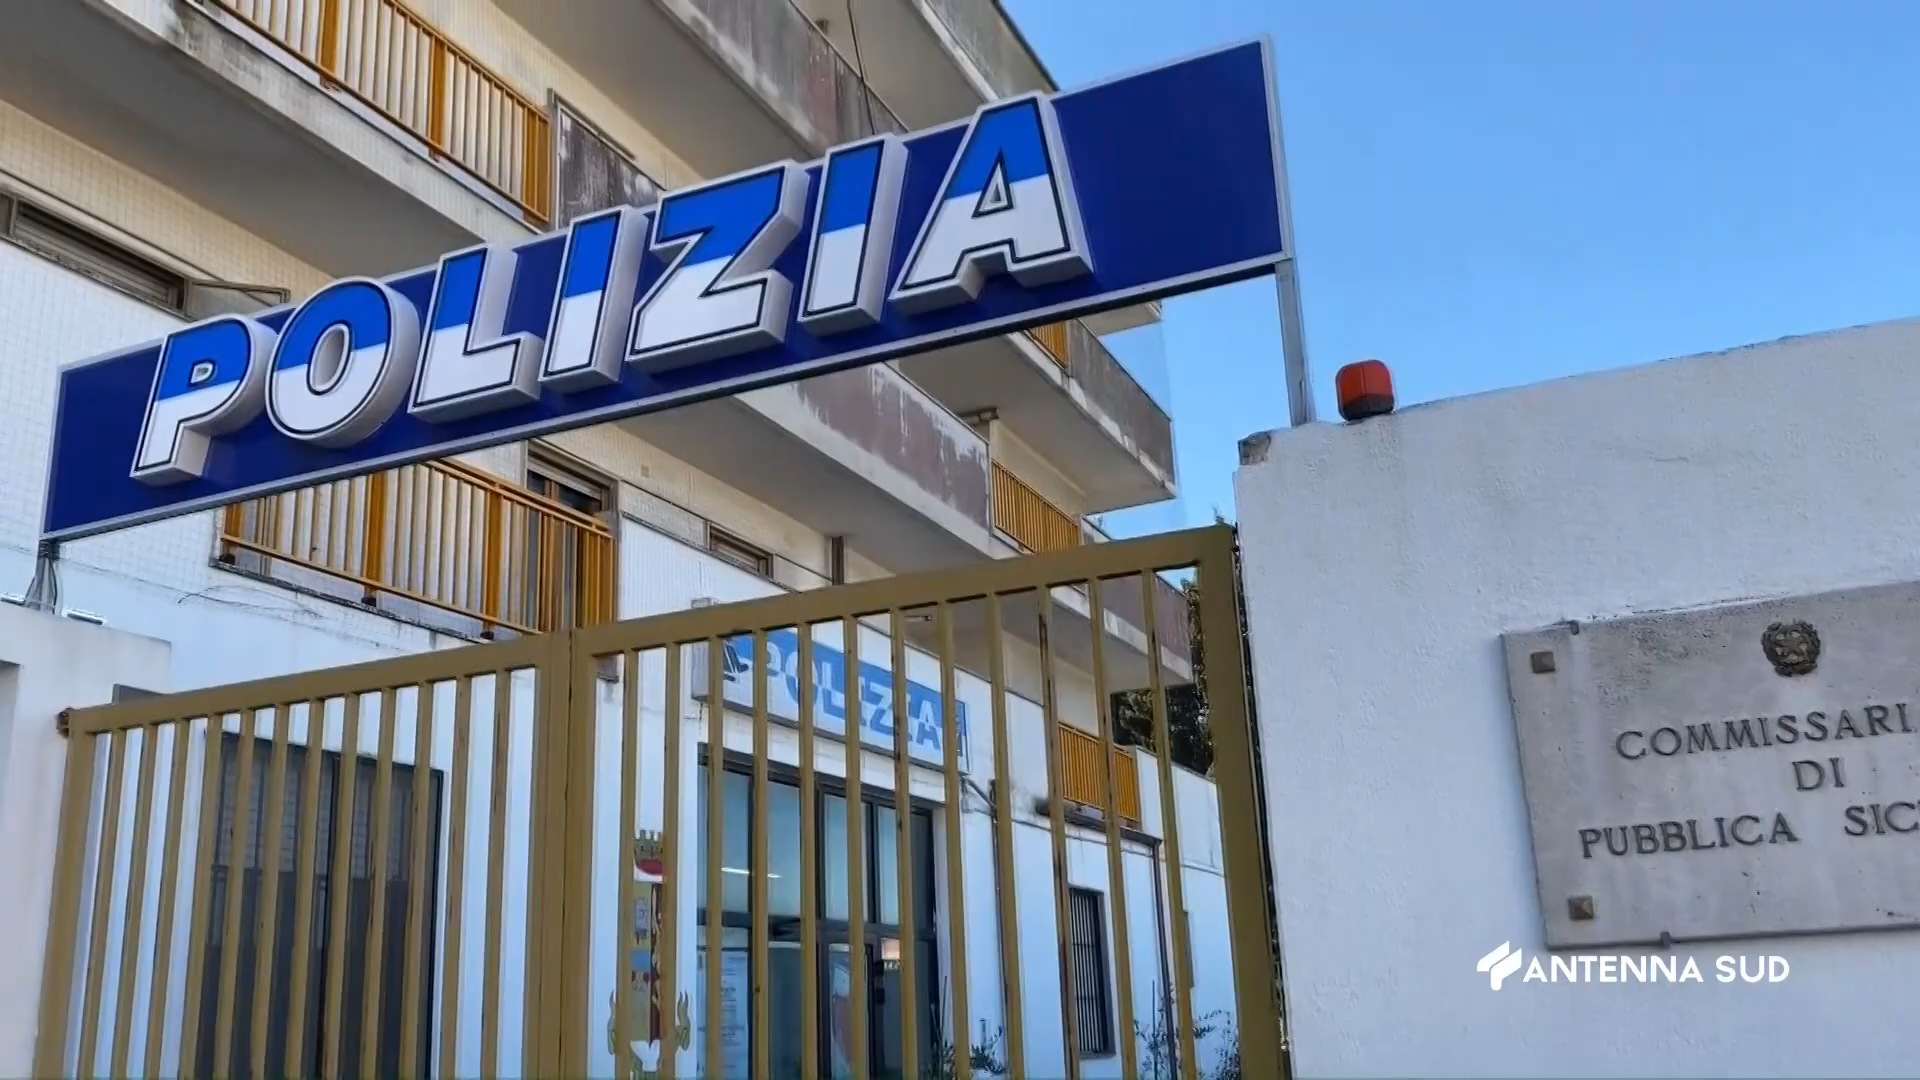 POLIZIA
POLIZIA
COMMISSARI
DI
PUBBLICA SIC
ANTENNA SUD